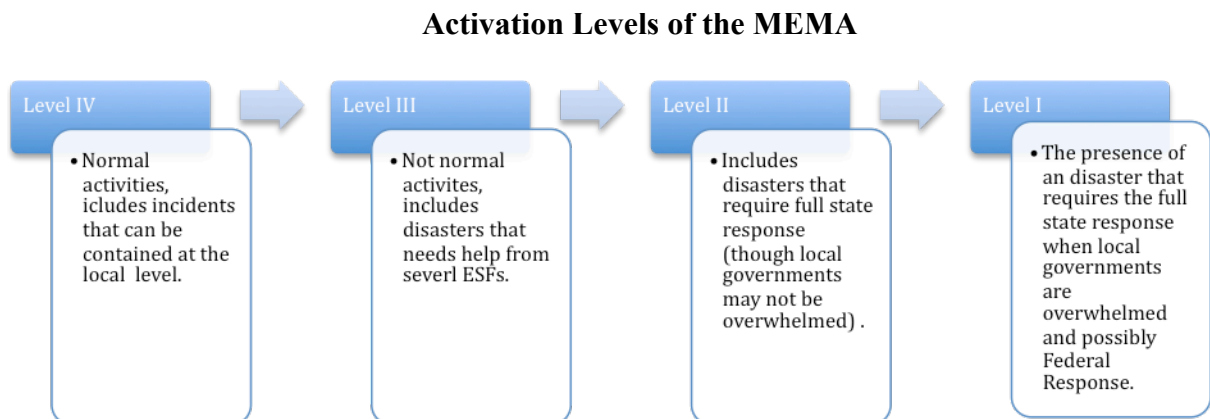 Activation Levels of the MEMA
Level IV
• Normal
activities,
icludes incidents
that can be
contained at the
local level.
Level III
• Not normal
activites,
includes
disasters that
needs help from
severl ESFs.
Level II
• Includes
disasters that
require full state
response
(though local
governments
may not be
overwhelmed) .
Level I
• The presence of
an disaster that
requires the full
state response
when local
governments
are
overwhelmed
and possibly
Federal
Response.